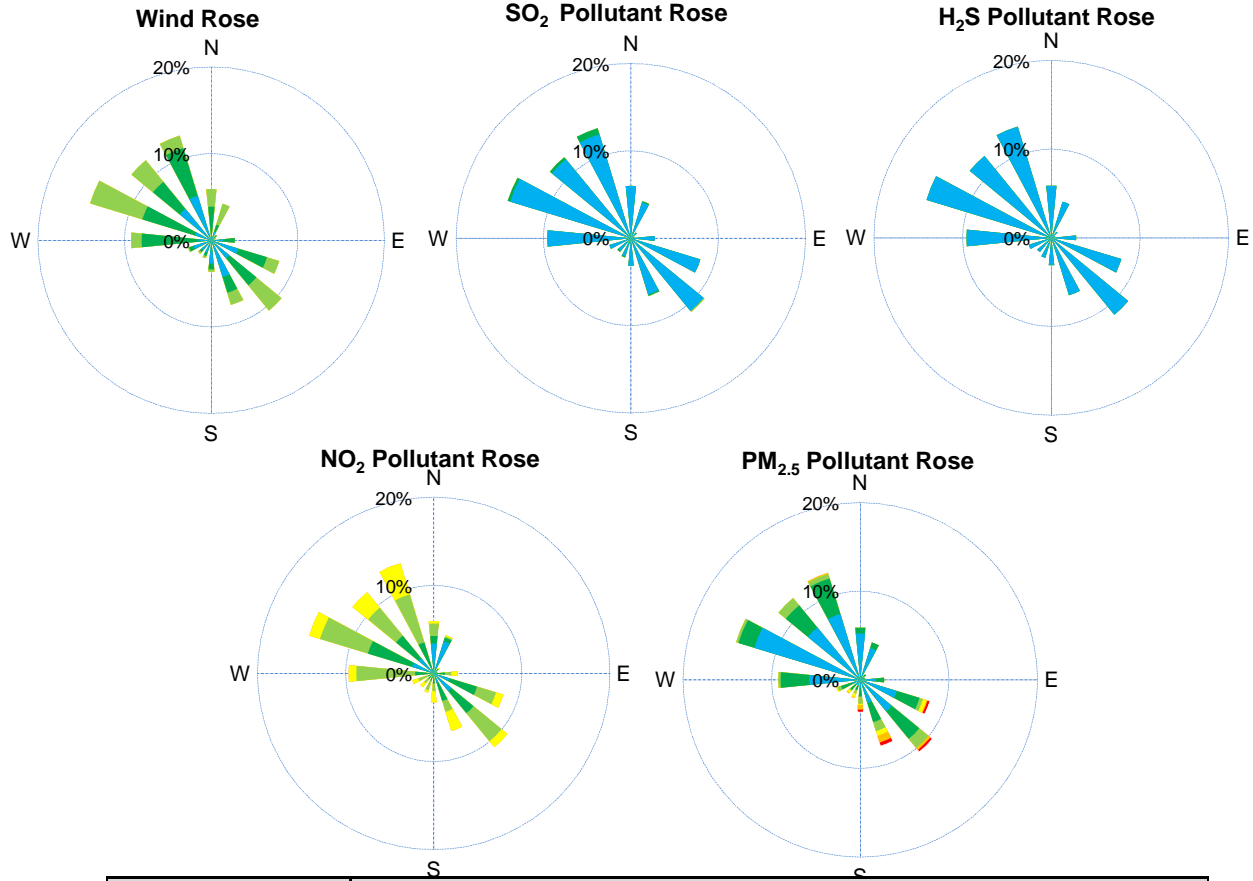 Wind Rose
N
20%
10%
0%
W
E
S
SO₂ Pollutant Rose
N
20%
10%
0%
W
E
S
H₂S Pollutant Rose
N
20%
10%
0%
W
E
S
NO₂ Pollutant Rose
N
20%
10%
0%
W
E
S
PM₂.₅ Pollutant Rose
N
20%
10%
0%
W
E
S